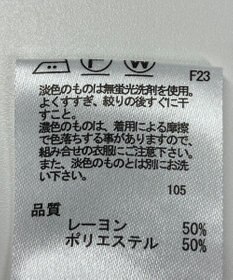 F W
F23
淡色のものは無蛍光洗剤を使用。
よくすすぎ、絞りの後すぐに干
すこと。
濃色のものは、着用による摩擦
で色落ちする事がありますので、
組み合せの衣服にご注意下さい。
また、淡色のものとは別にお洗
い下さい。
105
品質
レーヨン 50%
ポリエステル 50%